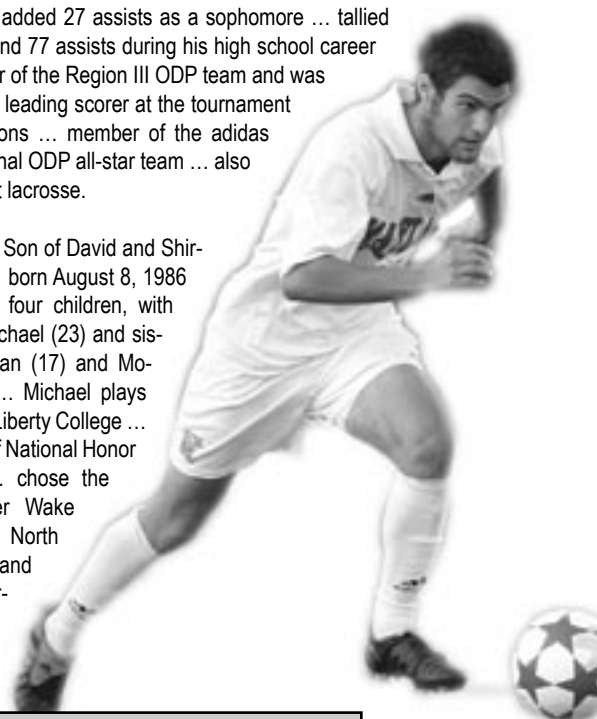 added 27 assists as a sophomore … tallied
nd 77 assists during his high school career
r of the Region III ODP team and was
leading scorer at the tournament
ons … member of the adidas
nal ODP all-star team … also
t lacrosse.
Son of David and Shir-
born August 8, 1986
four children, with
chael (23) and sis-
an (17) and Mo-
… Michael plays
Liberty College …
f National Honor
. chose the
er Wake
North
and
r-